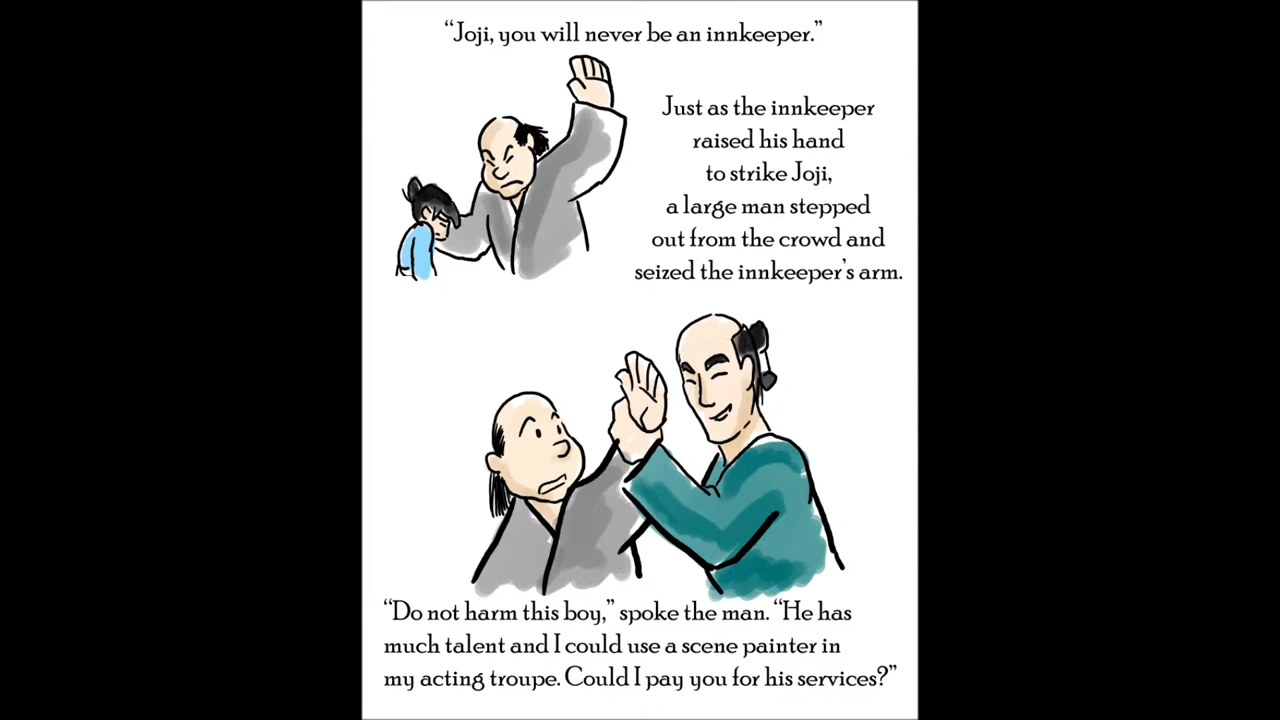 “Joji, you will never be an innkeeper.”
Just as the innkeeper
raised his hand
to strike Joji,
a large man stepped
out from the crowd and
seized the innkeeper’s arm.
“Do not harm this boy,” spoke the man. “He has
much talent and I could use a scene painter in
my acting troupe. Could I pay you for his services?”